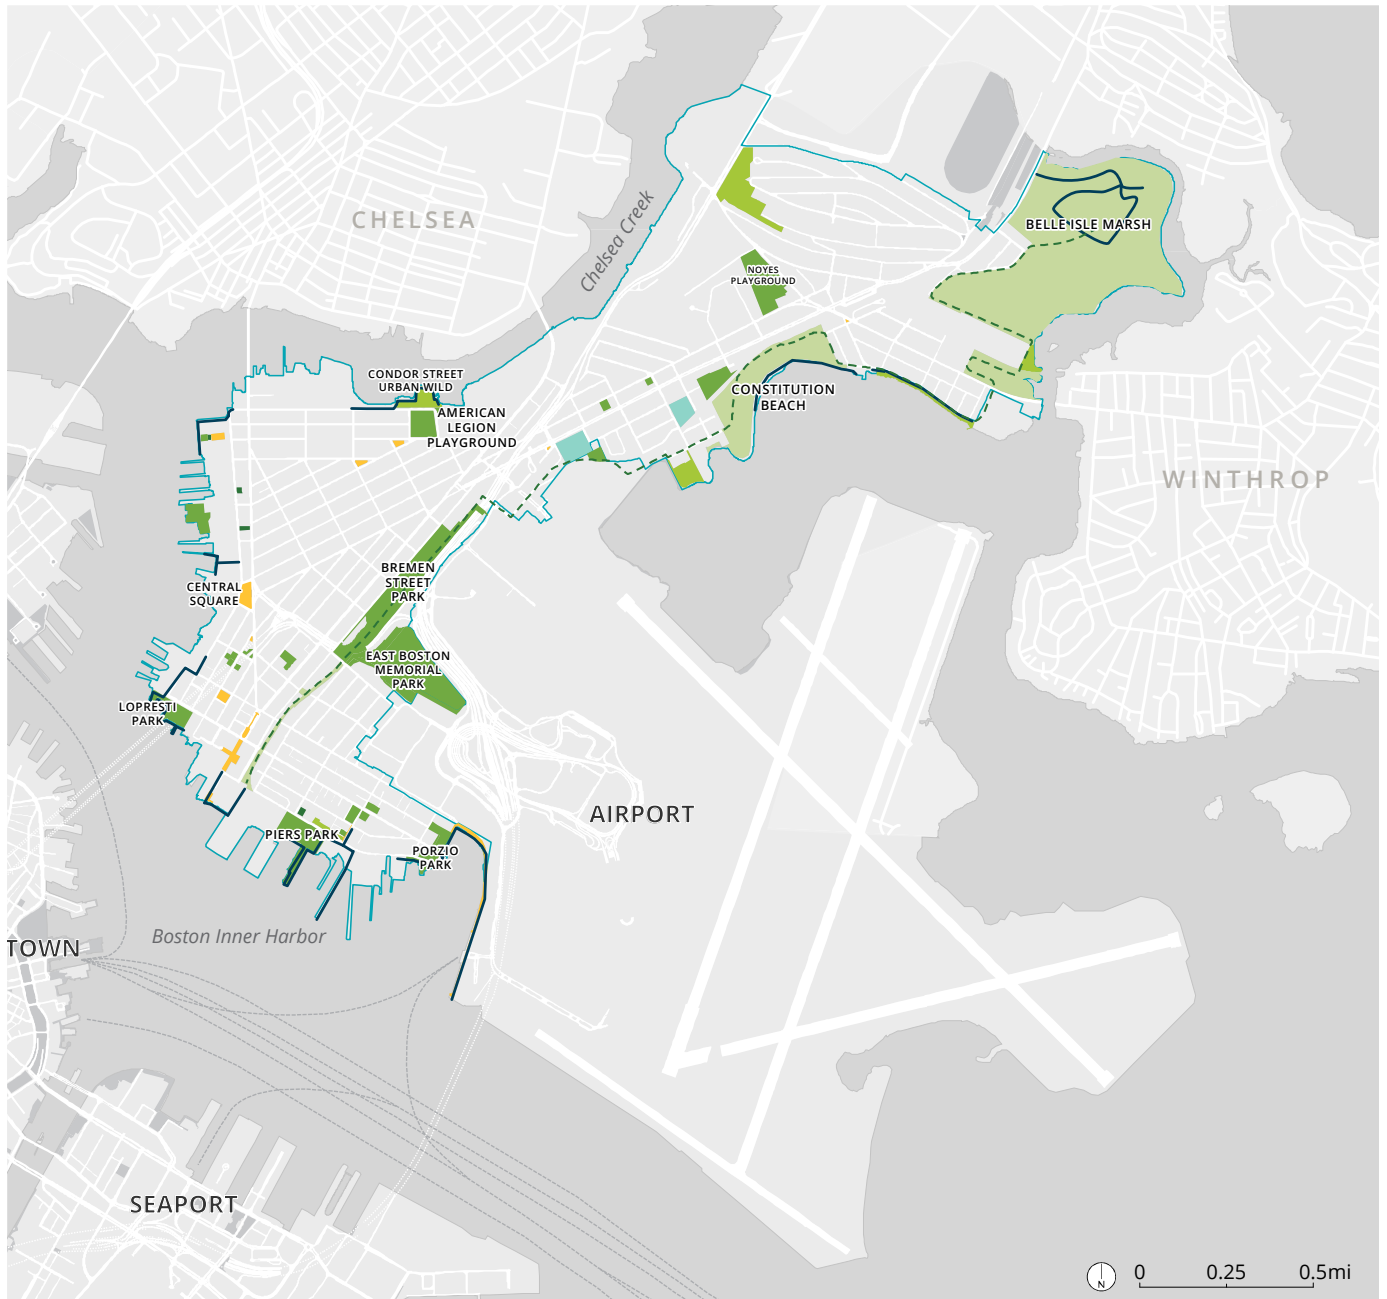 CHELSEA
Chelsea Creek
BELLE ISLE MARSH
NOYES
PLAYGROUND
CONDOR STREET
URBAN WILD
AMERICAN
LEGION
PLAYGROUND
CONSTITUTION
BEACH
WINTHROP
BREMEN
STREET
PARK
CENTRAL
SQUARE
EAST BOSTON
MEMORIAL
PARK
LOPRESTI
PARK
AIRPORT
PIERS PARK
PORZIO
PARK
Boston Inner Harbor
TOWN
SEAPORT
N
0 0.25 0.5mi